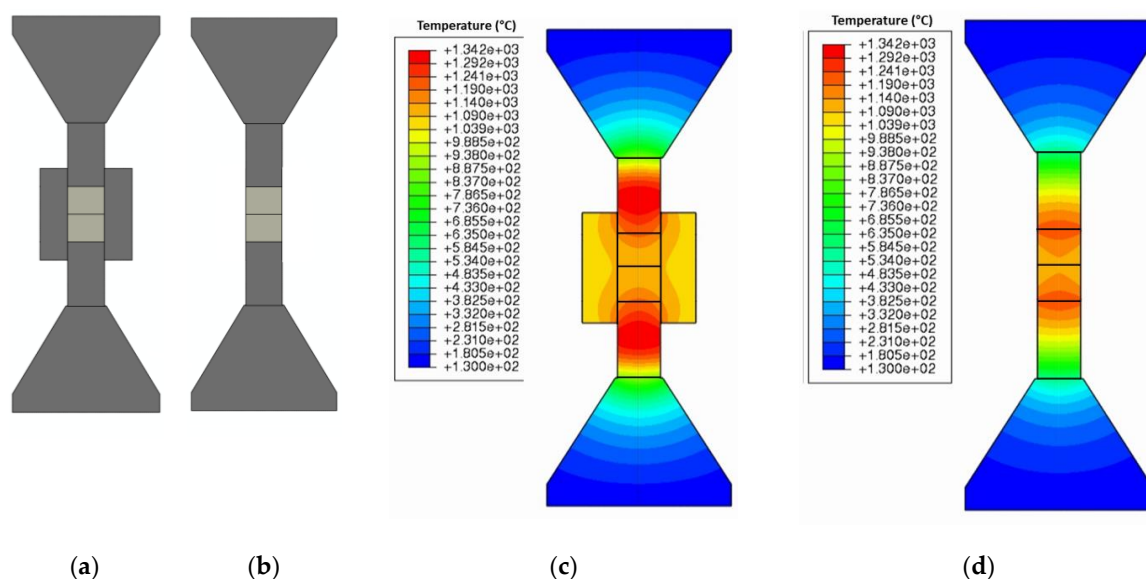 Temperature (°C)
+1.342e+03
+1.292e+03
+1.241e+03
+1.190e+03
+1.140e+03
+1.090e+03
+1.039e+03
+9.885e+02
+9.380e+02
+8.875e+02
+8.370e+02
+7.865e+02
+7.360e+02
+6.855e+02
+6.350e+02
+5.845e+02
+5.340e+02
+4.835e+02
+4.330e+02
+3.825e+02
+3.320e+02
+2.815e+02
+2.310e+02
+1.805e+02
+1.300e+02
Temperature (°C)
+1.342e+03
+1.292e+03
+1.241e+03
+1.190e+03
+1.140e+03
+1.090e+03
+1.039e+03
+9.885e+02
+9.380e+02
+8.875e+02
+8.370e+02
+7.865e+02
+7.360e+02
+6.855e+02
+6.350e+02
+5.845e+02
+5.340e+02
+4.835e+02
+4.330e+02
+3.825e+02
+3.320e+02
+2.815e+02
+2.310e+02
+1.805e+02
+1.300e+02
(a) (b) (c) (d)